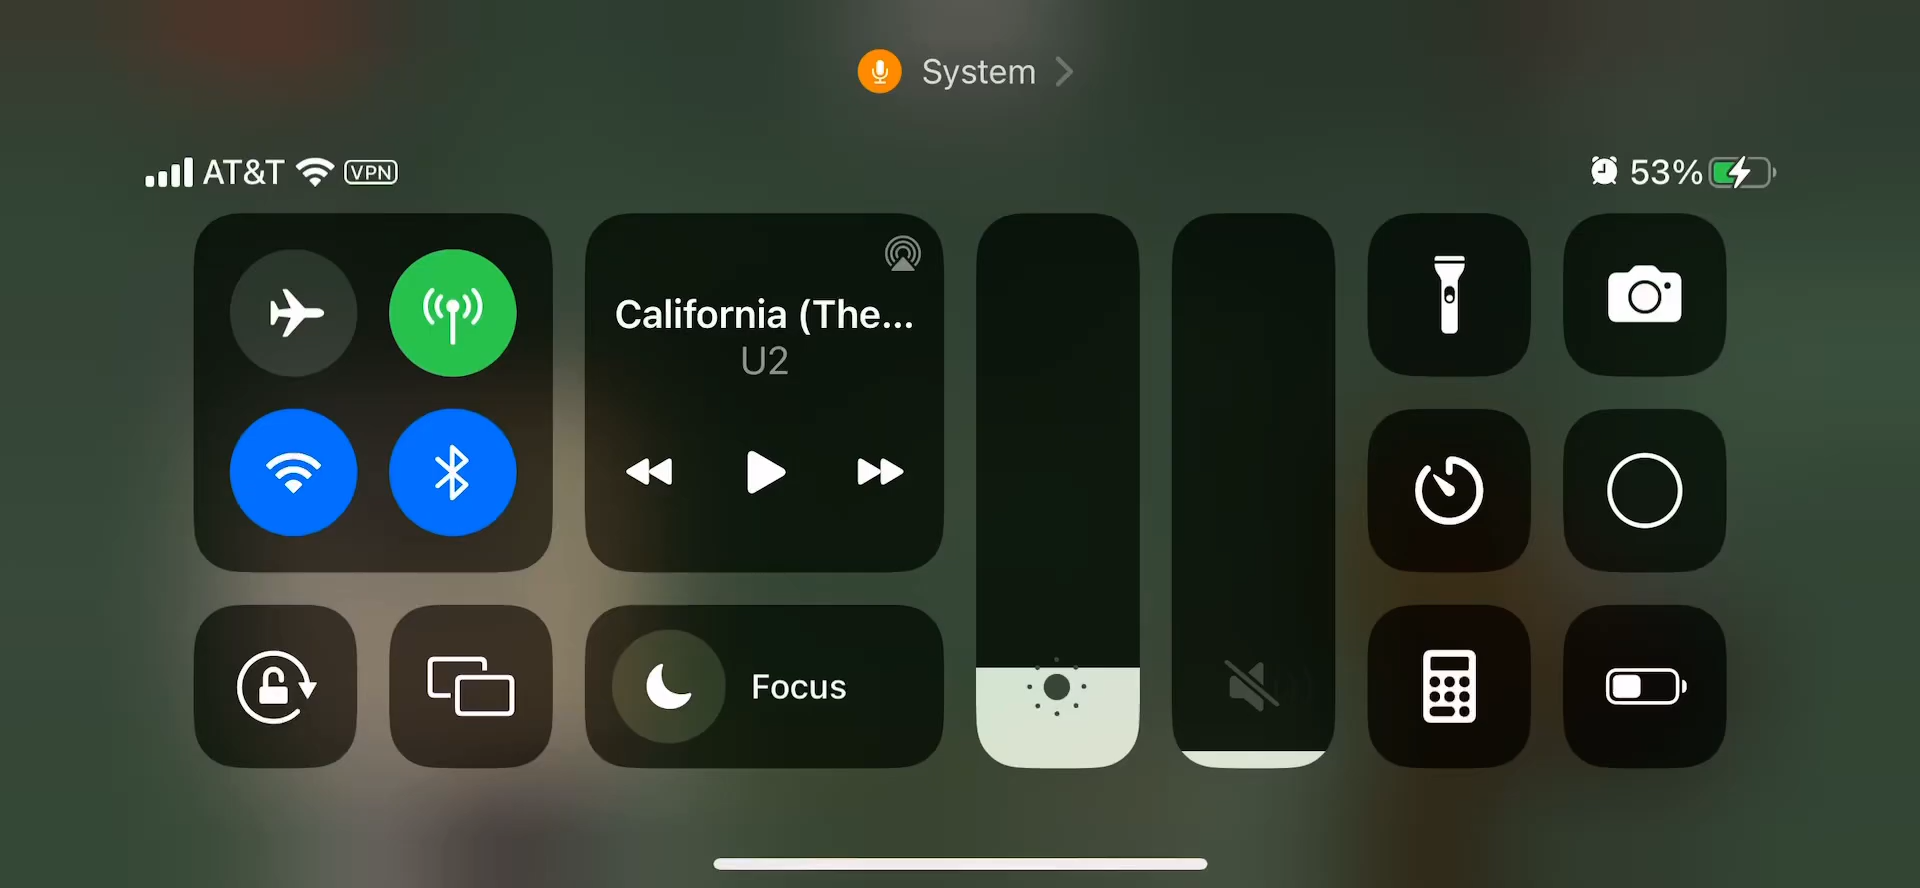 System
AT&T VPN
53%
California (The...
U2
Focus